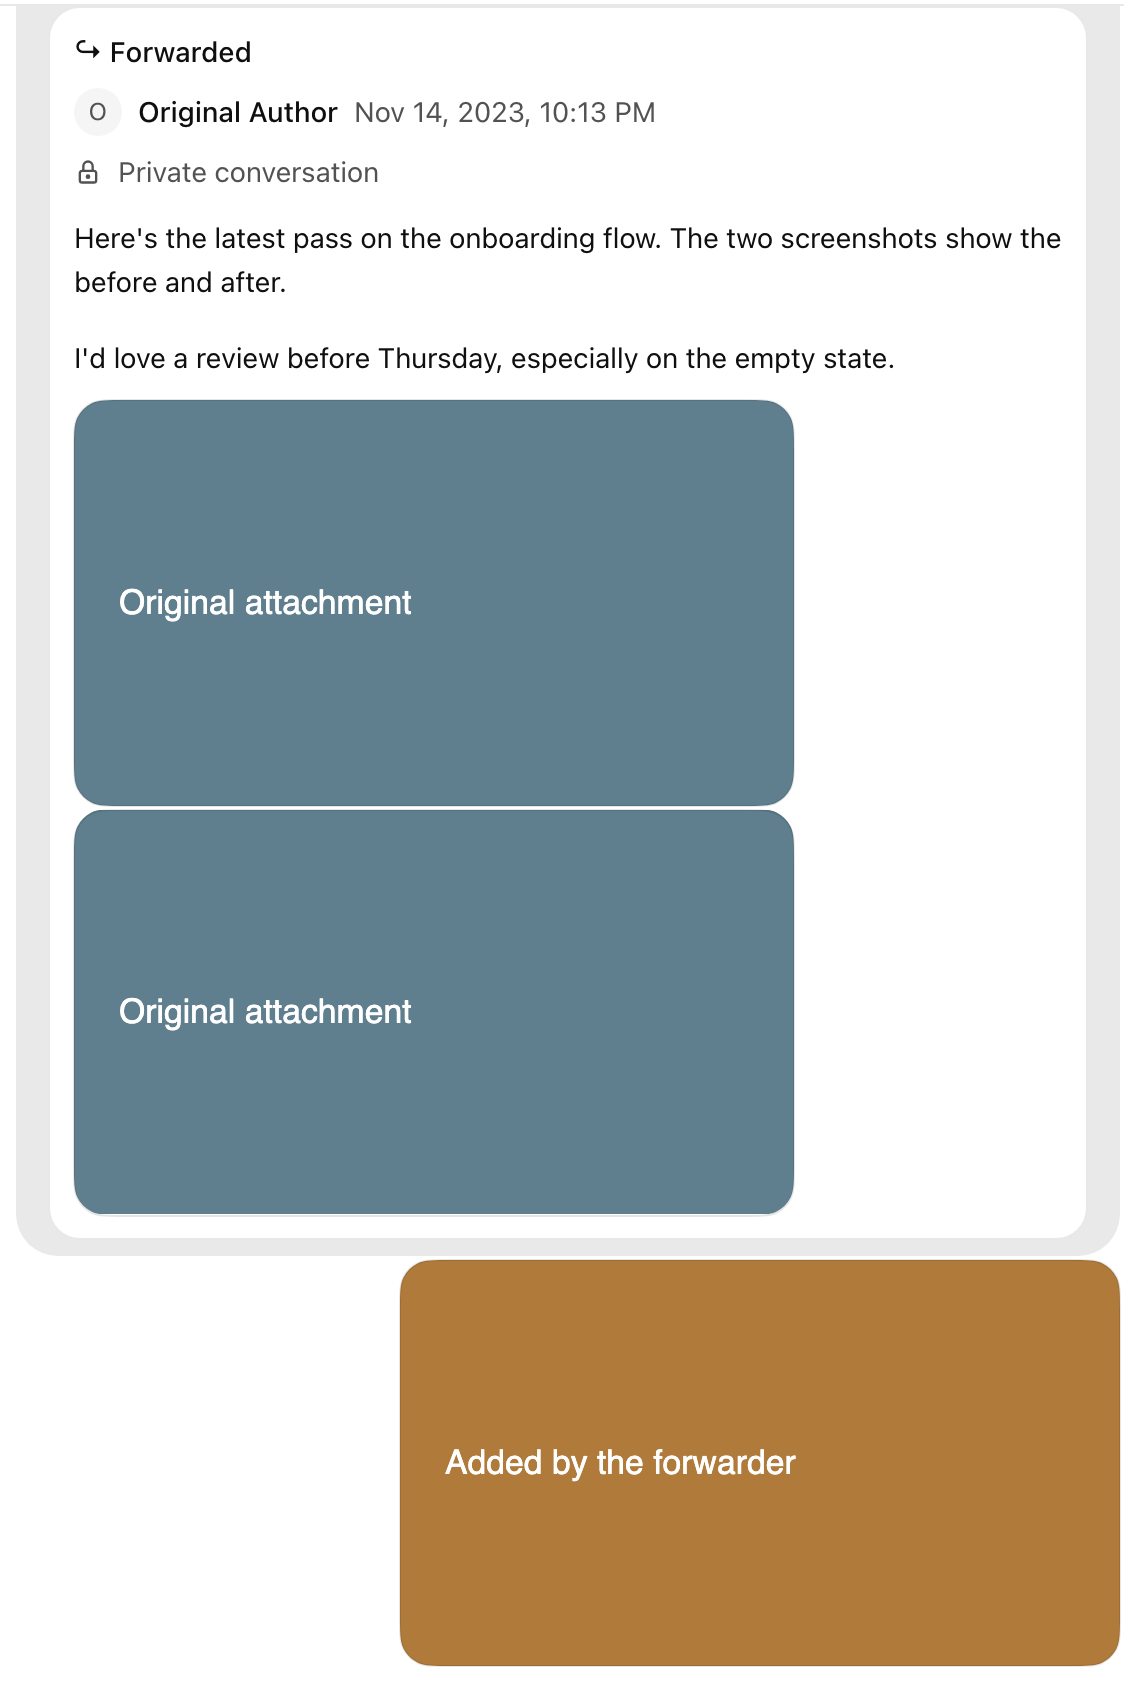 Forwarded
O Original Author Nov 14, 2023, 10:13 PM
Private conversation
Here's the latest pass on the onboarding flow. The two screenshots show the
before and after.
I'd love a review before Thursday, especially on the empty state.
Original attachment
Original attachment
Added by the forwarder